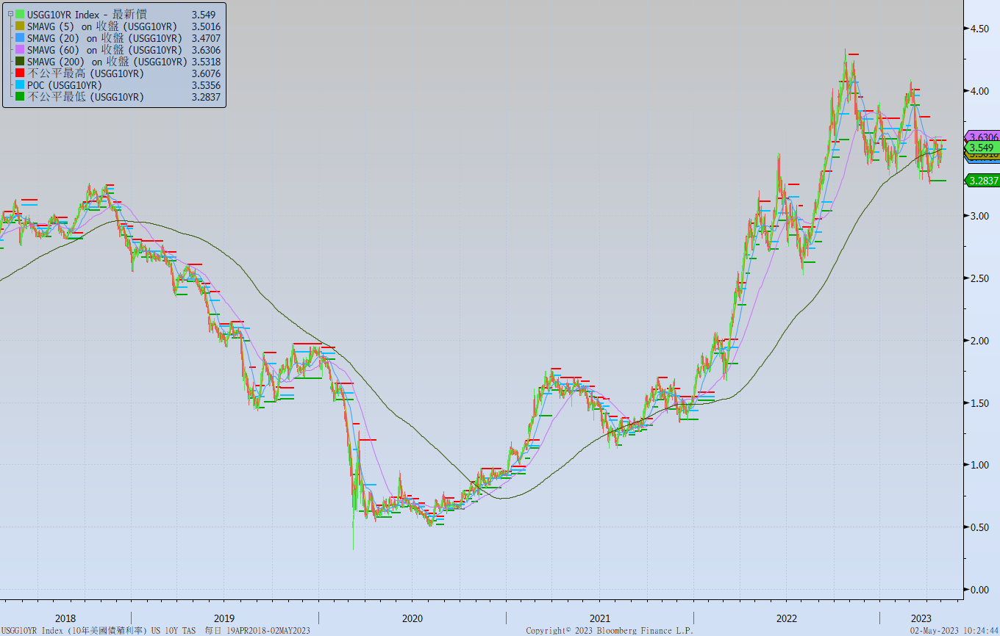 USGG10YR Index - 最新價 3.549
SMAVG (5) on 收盤 (USGG10YR) 3.5016
SMAVG (20) on 收盤 (USGG10YR) 3.4707
SMAVG (60) on 收盤 (USGG10YR) 3.6306
SMAVG (200) on 收盤 (USGG10YR) 3.5318
不公平最高 (USGG10YR) 3.6076
POC (USGG10YR) 3.5356
不公平最低 (USGG10YR) 3.2837
4.50
4.00
3.6306
3.549
3.2837
3.00
2.50
2.00
1.50
1.00
0.50
0.00
2018 2019 2020 2021 2022 2023
USGG10YR Index (10年美國債殖利率) US 10Y TAS 每日 19APR2018-02MAY2023 Copyright© 2023 Bloomberg Finance L.P. 02-May-2023 10:24:44